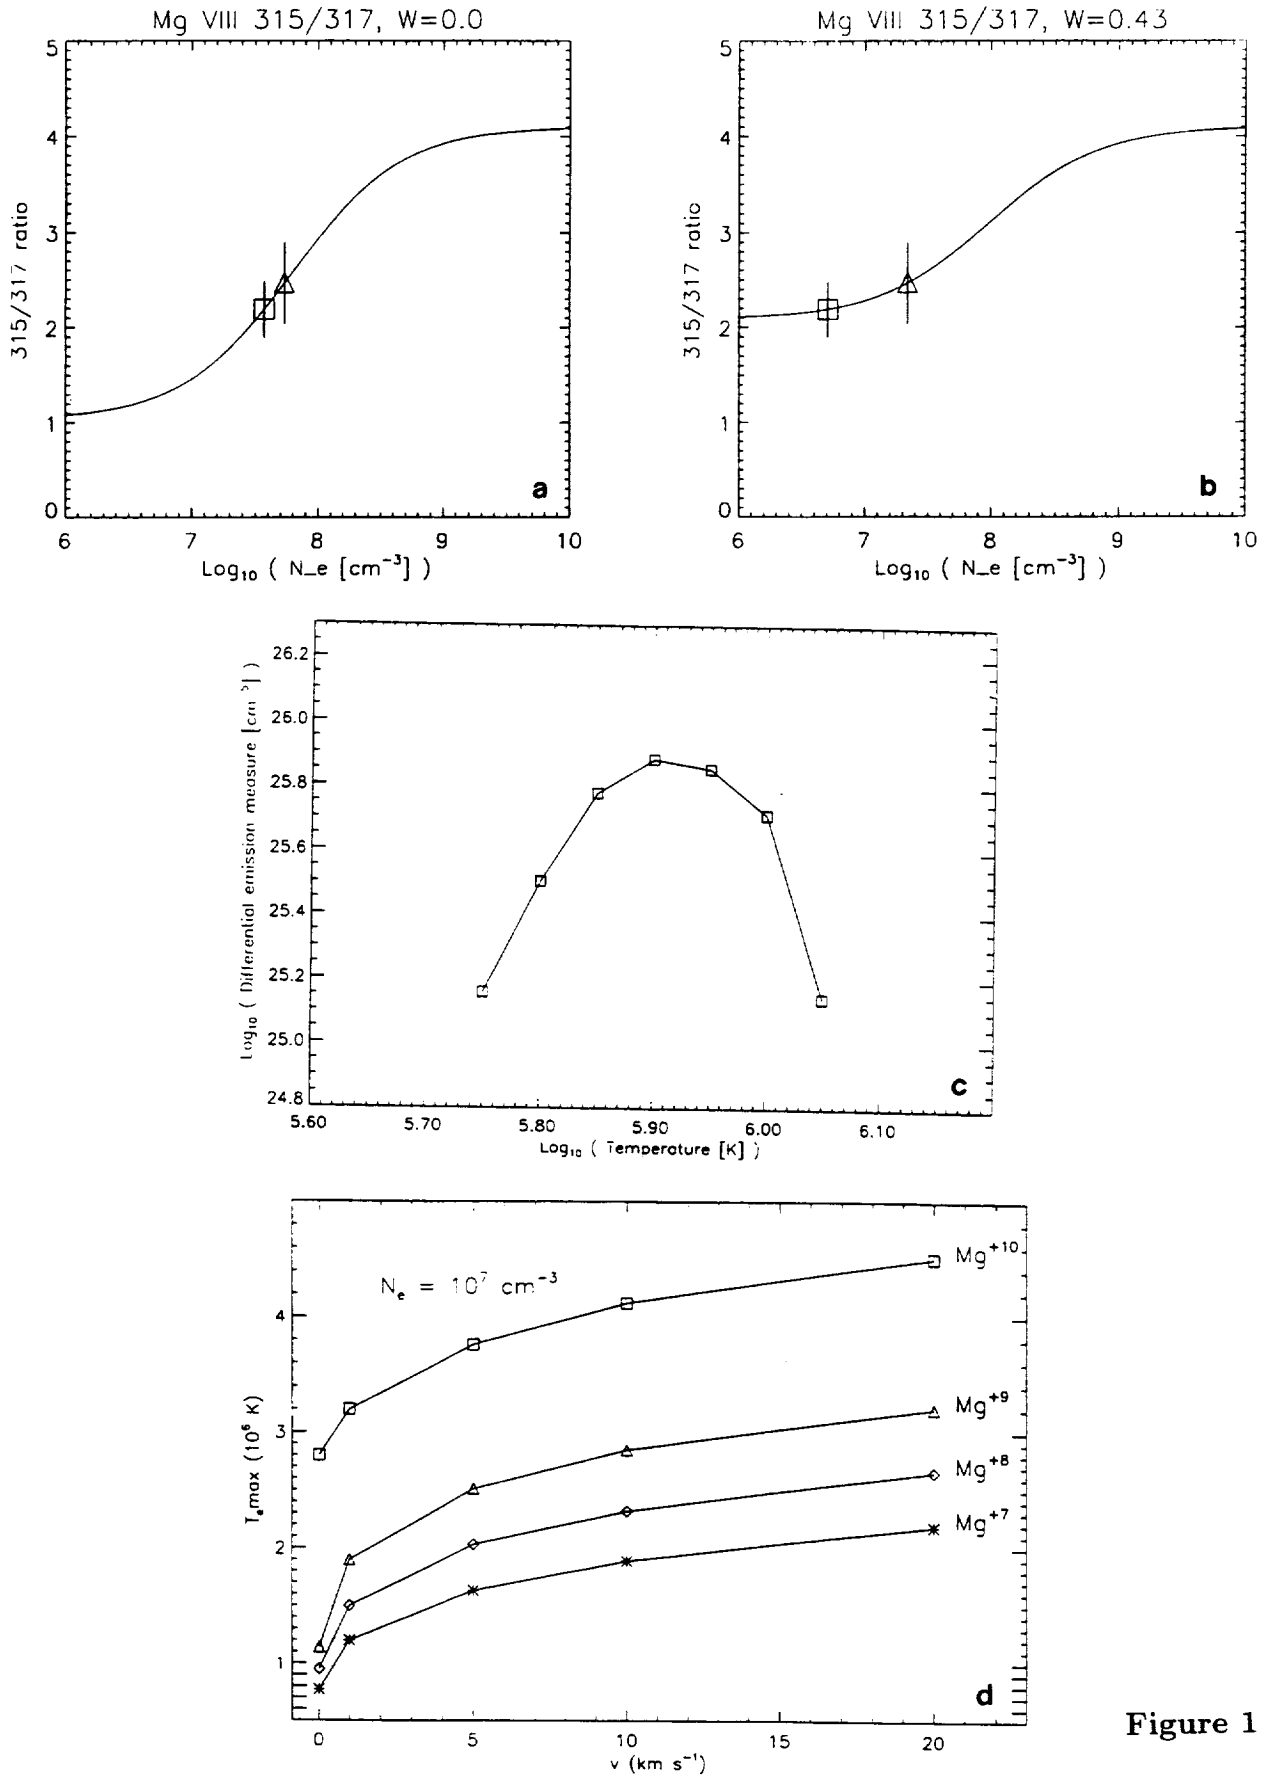 Mg VIII 315/317, W=0.0
5
4
3
2
1
0
315/317 ratio
a
6 7 8 9 10
Log₁₀ ( N_e [cm⁻³] )
Mg VIII 315/317, W=0.43
5
4
3
2
1
0
315/317 ratio
b
6 7 8 9 10
Log₁₀ ( N_e [cm⁻³] )
26.2
26.0
25.8
25.6
25.4
25.2
25.0
24.8
Log₁₀ ( Differential emission measure [cm⁻⁵] )
c
5.60 5.70 5.80 5.90 6.00 6.10
Log₁₀ ( Temperature [K] )
Nₑ = 10⁷ cm⁻³
Mg⁺¹⁰
Mg⁺⁹
Mg⁺⁸
Mg⁺⁷
4
3
2
1
Tₑmax (10⁶ K)
d
0 5 10 15 20
v (km s⁻¹)
Figure 1